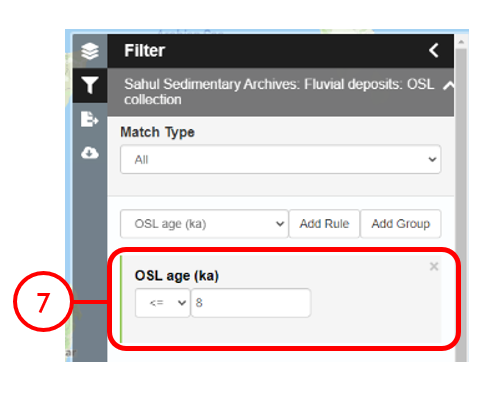 Filter
Sahul Sedimentary Archives: Fluvial deposits: OSL
collection
Match Type
All
OSL age (ka)
Add Rule
Add Group
OSL age (ka)
<= 8
7
ar